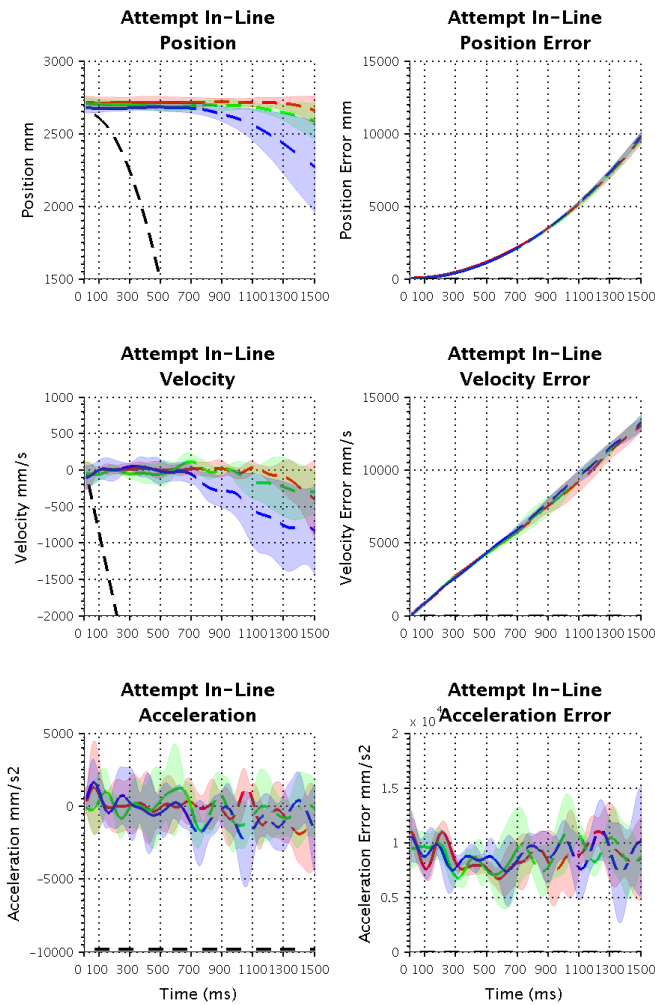 Attempt In-Line
Position
3000
2500
2000
1500
Position mm
0 100 300 500 700 900 1100 1300 1500
Attempt In-Line
Position Error
15000
10000
5000
0
Position Error mm
0 100 300 500 700 900 1100 1300 1500
Attempt In-Line
Velocity
1000
500
0
-500
-1000
-1500
-2000
Velocity mm/s
0 100 300 500 700 900 1100 1300 1500
Attempt In-Line
Velocity Error
15000
10000
5000
0
Velocity Error mm/s
0 100 300 500 700 900 1100 1300 1500
Attempt In-Line
Acceleration
5000
0
-5000
-10000
Acceleration mm/s2
0 100 300 500 700 900 1100 1300 1500
Time (ms)
Attempt In-Line
x 10^4
Acceleration Error
2
1.5
1
0.5
0
Acceleration Error mm/s2
0 100 300 500 700 900 1100 1300 1500
Time (ms)